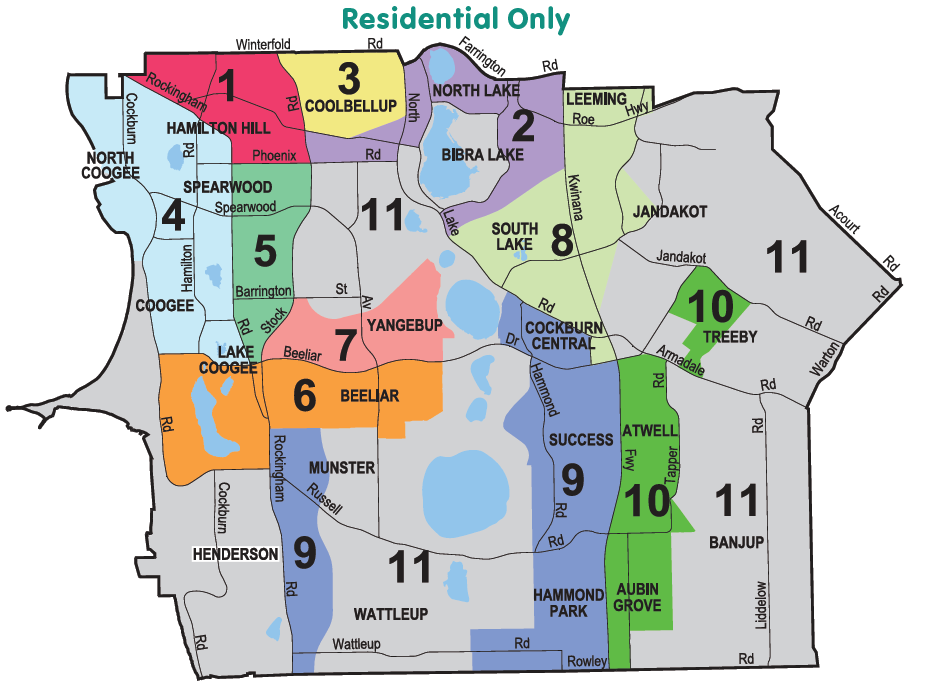 Residential Only
Winterfold Rd
Farrington Rd
Rockingham Rd
1
3
COOLBELLUP
North Lake
NORTH LAKE
2
LEEMING
Roe Hwy
Cockburn
HAMILTON HILL
NORTH
COOGEE
Rd
Phoenix Rd
BIBRA LAKE
SPEARWOOD
Spearwood
4
11
Kwinana
JANDAKOT
Acourt Rd
SOUTH
LAKE
8
5
Hamilton
Jandakot
11
Rd
COOGEE
Barrington St
Av
Rd
Stock
10
TREEBY
Rd
Warton
YANGEBUP
7
Rd
COCKBURN
CENTRAL
Dr
LAKE
COOGEE
Beeliar
Armadale Rd
6
BEELIAR
Hammond
Rd
Rd
Rd
ATWELL
SUCCESS
Fwy
Tapper
Rockingham
MUNSTER
9
10
11
Cockburn
Russell
Rd
Rd
BANJUP
HENDERSON
9
11
Rd
WATTLEUP
HAMMOND
PARK
AUBIN
GROVE
Liddelow
Rd
Wattleup Rd
Rowley Rd